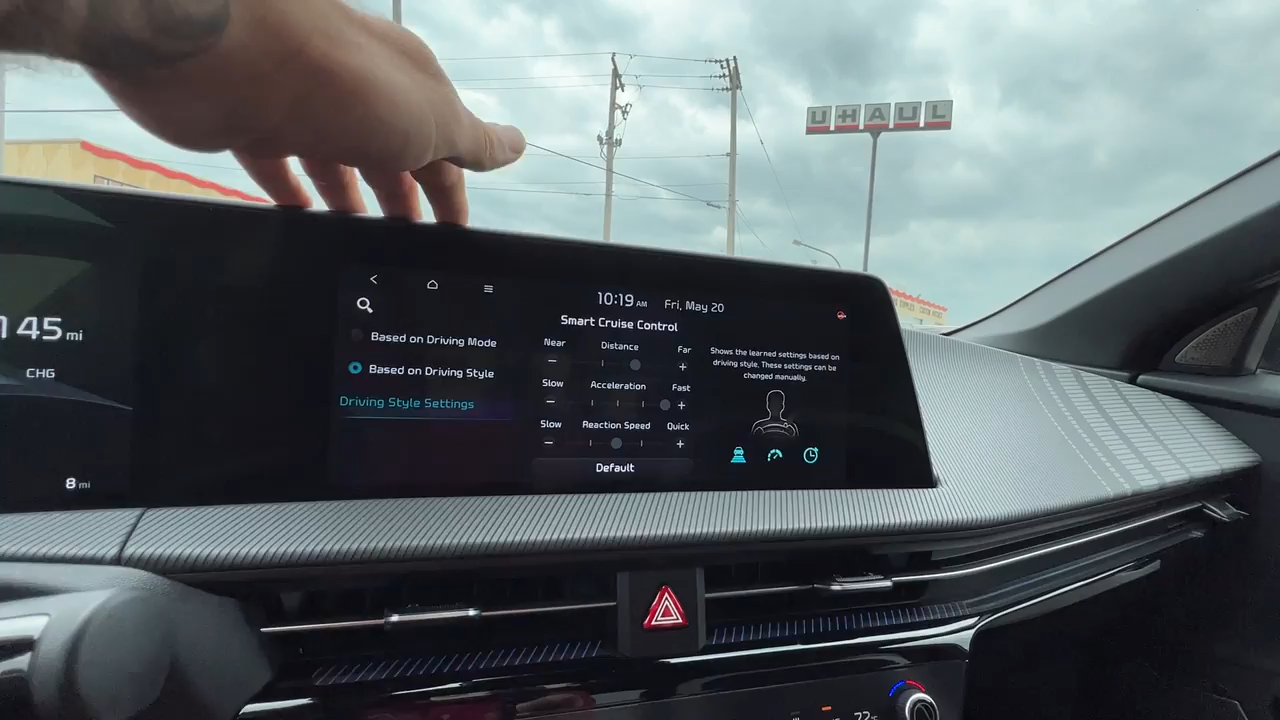 UHAUL
145 mi
CHG
8 mi
10:19 AM Fri, May 20
Smart Cruise Control
Based on Driving Mode
Based on Driving Style
Driving Style Settings
Near Distance Far
− +
Slow Acceleration Fast
− +
Slow Reaction Speed Quick
− +
Default
Shows the learned settings based on
driving style. These settings can be
changed manually.
72°F